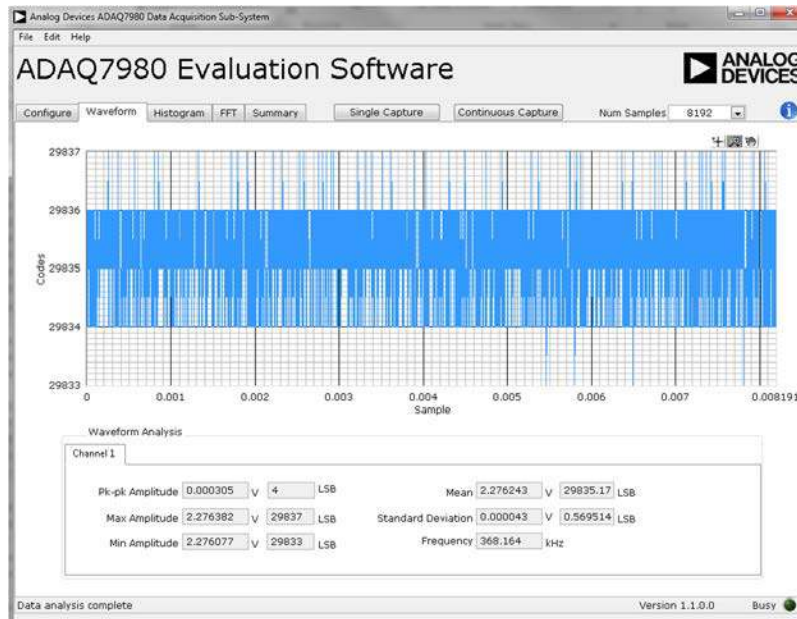 Analog Devices ADAQ7980 Data Acquisition Sub-System
File Edit Help
ADAQ7980 Evaluation Software
ANALOG
DEVICES
Configure Waveform Histogram FFT Summary Single Capture Continuous Capture Num Samples 8192
29837
29836
29835
29834
29833
Codes
0 0.001 0.002 0.003 0.004 0.005 0.006 0.007 0.008191
Sample
Waveform Analysis
Channel 1
Pk-pk Amplitude 0.000305 V 4 LSB Mean 2.276243 V 29835.17 LSB
Max Amplitude 2.276382 V 29837 LSB Standard Deviation 0.000043 V 0.569514 LSB
Min Amplitude 2.276077 V 29833 LSB Frequency 368.164 kHz
Data analysis complete Version 1.1.0.0 Busy